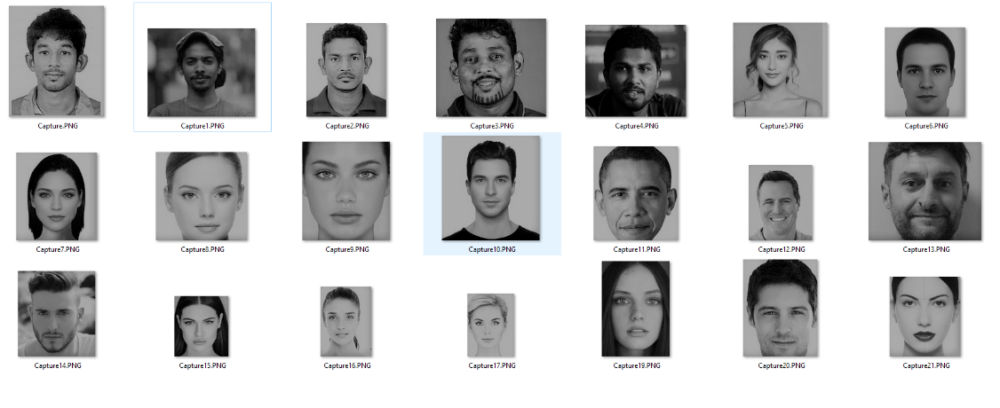 Capture.PNG
Capture1.PNG
Capture2.PNG
Capture3.PNG
Capture4.PNG
Capture5.PNG
Capture6.PNG
Capture7.PNG
Capture8.PNG
Capture9.PNG
Capture10.PNG
Capture11.PNG
Capture12.PNG
Capture13.PNG
Capture14.PNG
Capture15.PNG
Capture16.PNG
Capture17.PNG
Capture19.PNG
Capture20.PNG
Capture21.PNG